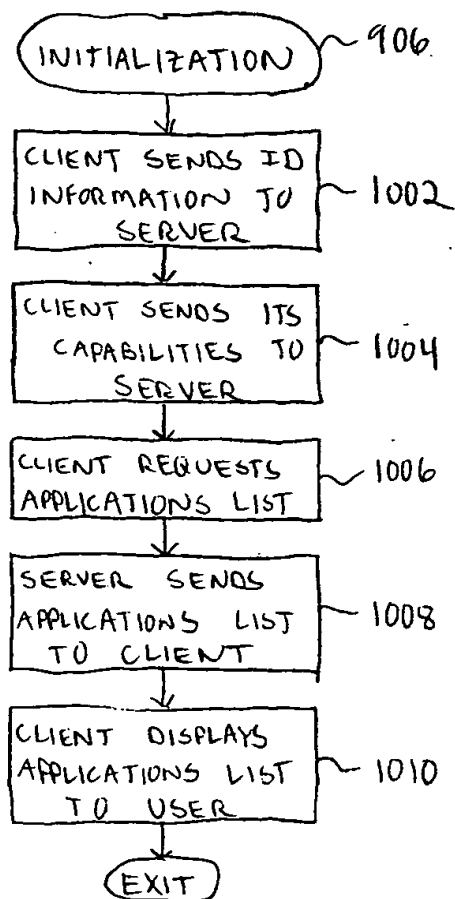 INITIALIZATION
906
CLIENT SENDS ID
INFORMATION TO
SERVER
1002
CLIENT SENDS ITS
CAPABILITIES TO
SERVER
1004
CLIENT REQUESTS
APPLICATIONS LIST
1006
SERVER SENDS
APPLICATIONS LIST
TO CLIENT
1008
CLIENT DISPLAYS
APPLICATIONS LIST
TO USER
1010
EXIT